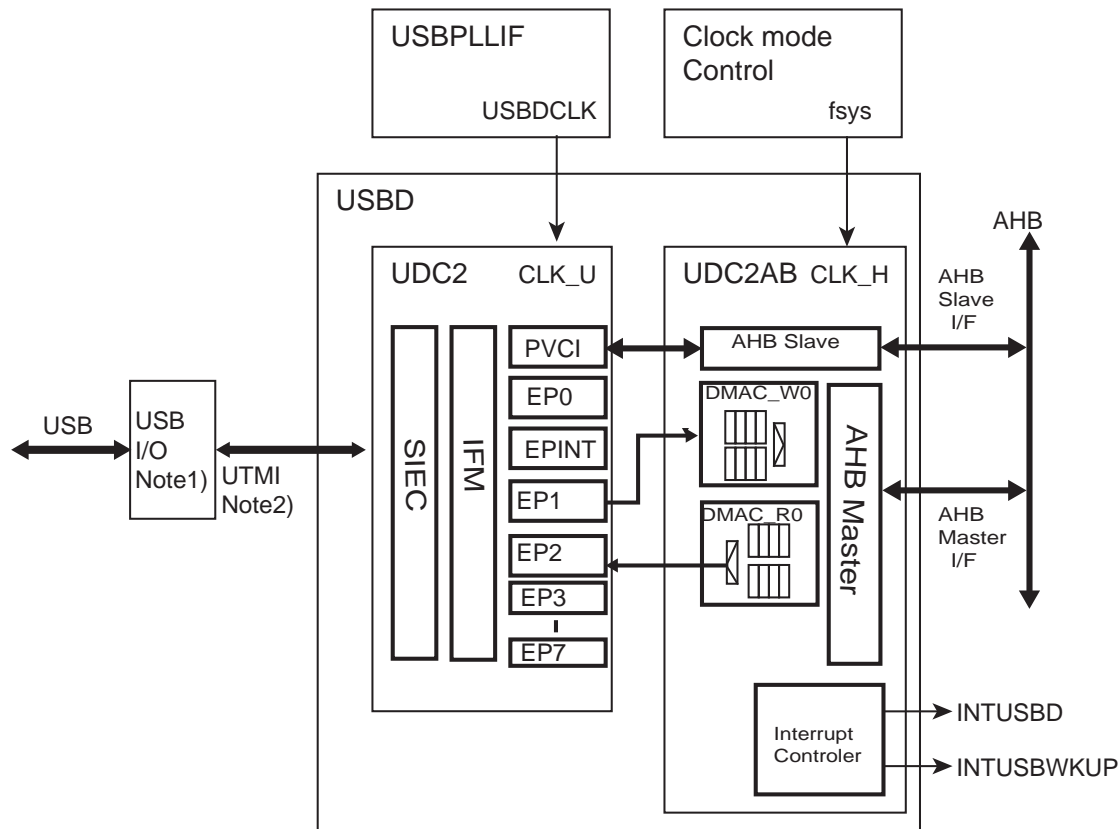 USBPLLIF
USBDCLK
Clock mode
Control
fsys
USBD
AHB
UDC2
CLK_U
UDC2AB
CLK_H
AHB
Slave
I/F
PVCI
AHB Slave
EP0
DMAC_W0
USB
USB
I/O
Note1)
UTMI
Note2)
SIEC
IFM
EPINT
EP1
AHB Master
DMAC_R0
AHB
Master
I/F
EP2
EP3
EP7
Interrupt
Controler
INTUSBD
INTUSBWKUP